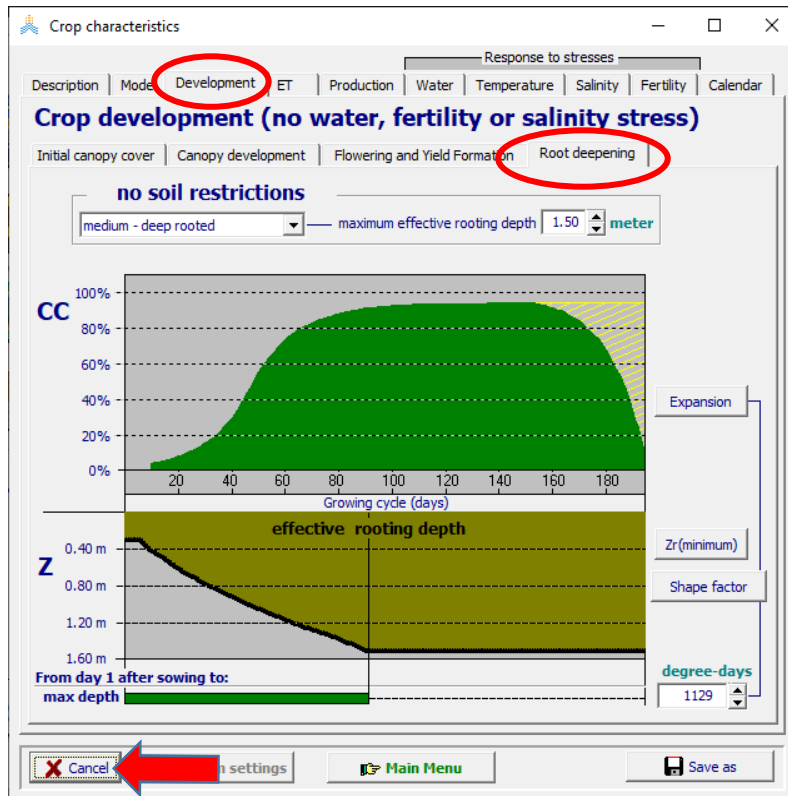 Crop characteristics
Response to stresses
Description Mode Development ET Production Water Temperature Salinity Fertility Calendar
Crop development (no water, fertility or salinity stress)
Initial canopy cover Canopy development Flowering and Yield Formation Root deepening
no soil restrictions
medium - deep rooted maximum effective rooting depth 1.50 meter
CC
100%
80%
60%
40%
20%
0%
20 40 60 80 100 120 140 160 180
Growing cycle (days)
Expansion
effective rooting depth
Z
0.40 m
0.80 m
1.20 m
1.60 m
Zr(minimum)
Shape factor
From day 1 after sowing to:
max depth
degree-days
1129
Cancel settings Main Menu Save as